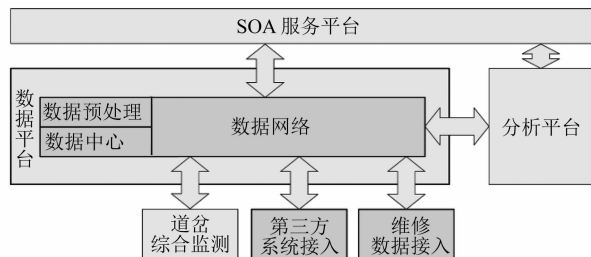 SOA 服务平台
数据平台
数据预处理
数据中心
数据网络
分析平台
道岔
综合监测
第三方
系统接入
维修
数据接入